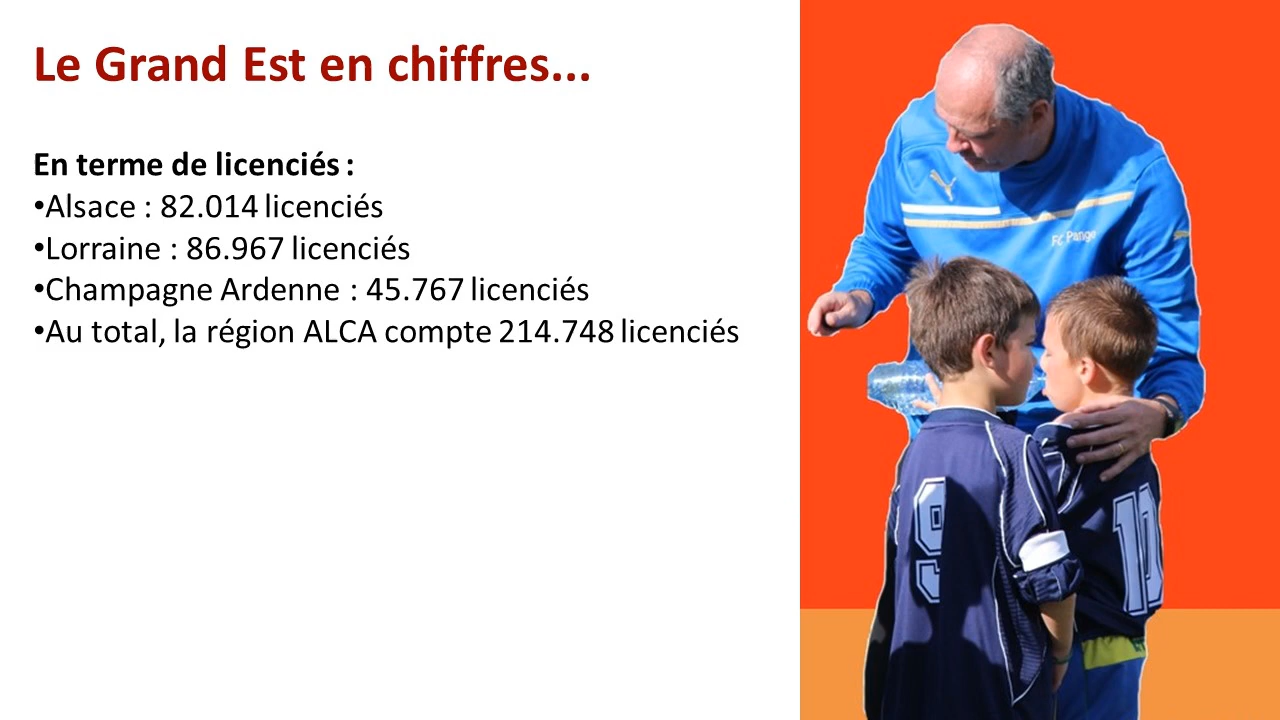 Le Grand Est en chiffres...
En terme de licenciés :
•Alsace : 82.014 licenciés
•Lorraine : 86.967 licenciés
•Champagne Ardenne : 45.767 licenciés
•Au total, la région ALCA compte 214.748 licenciés
FC Pange
9
10